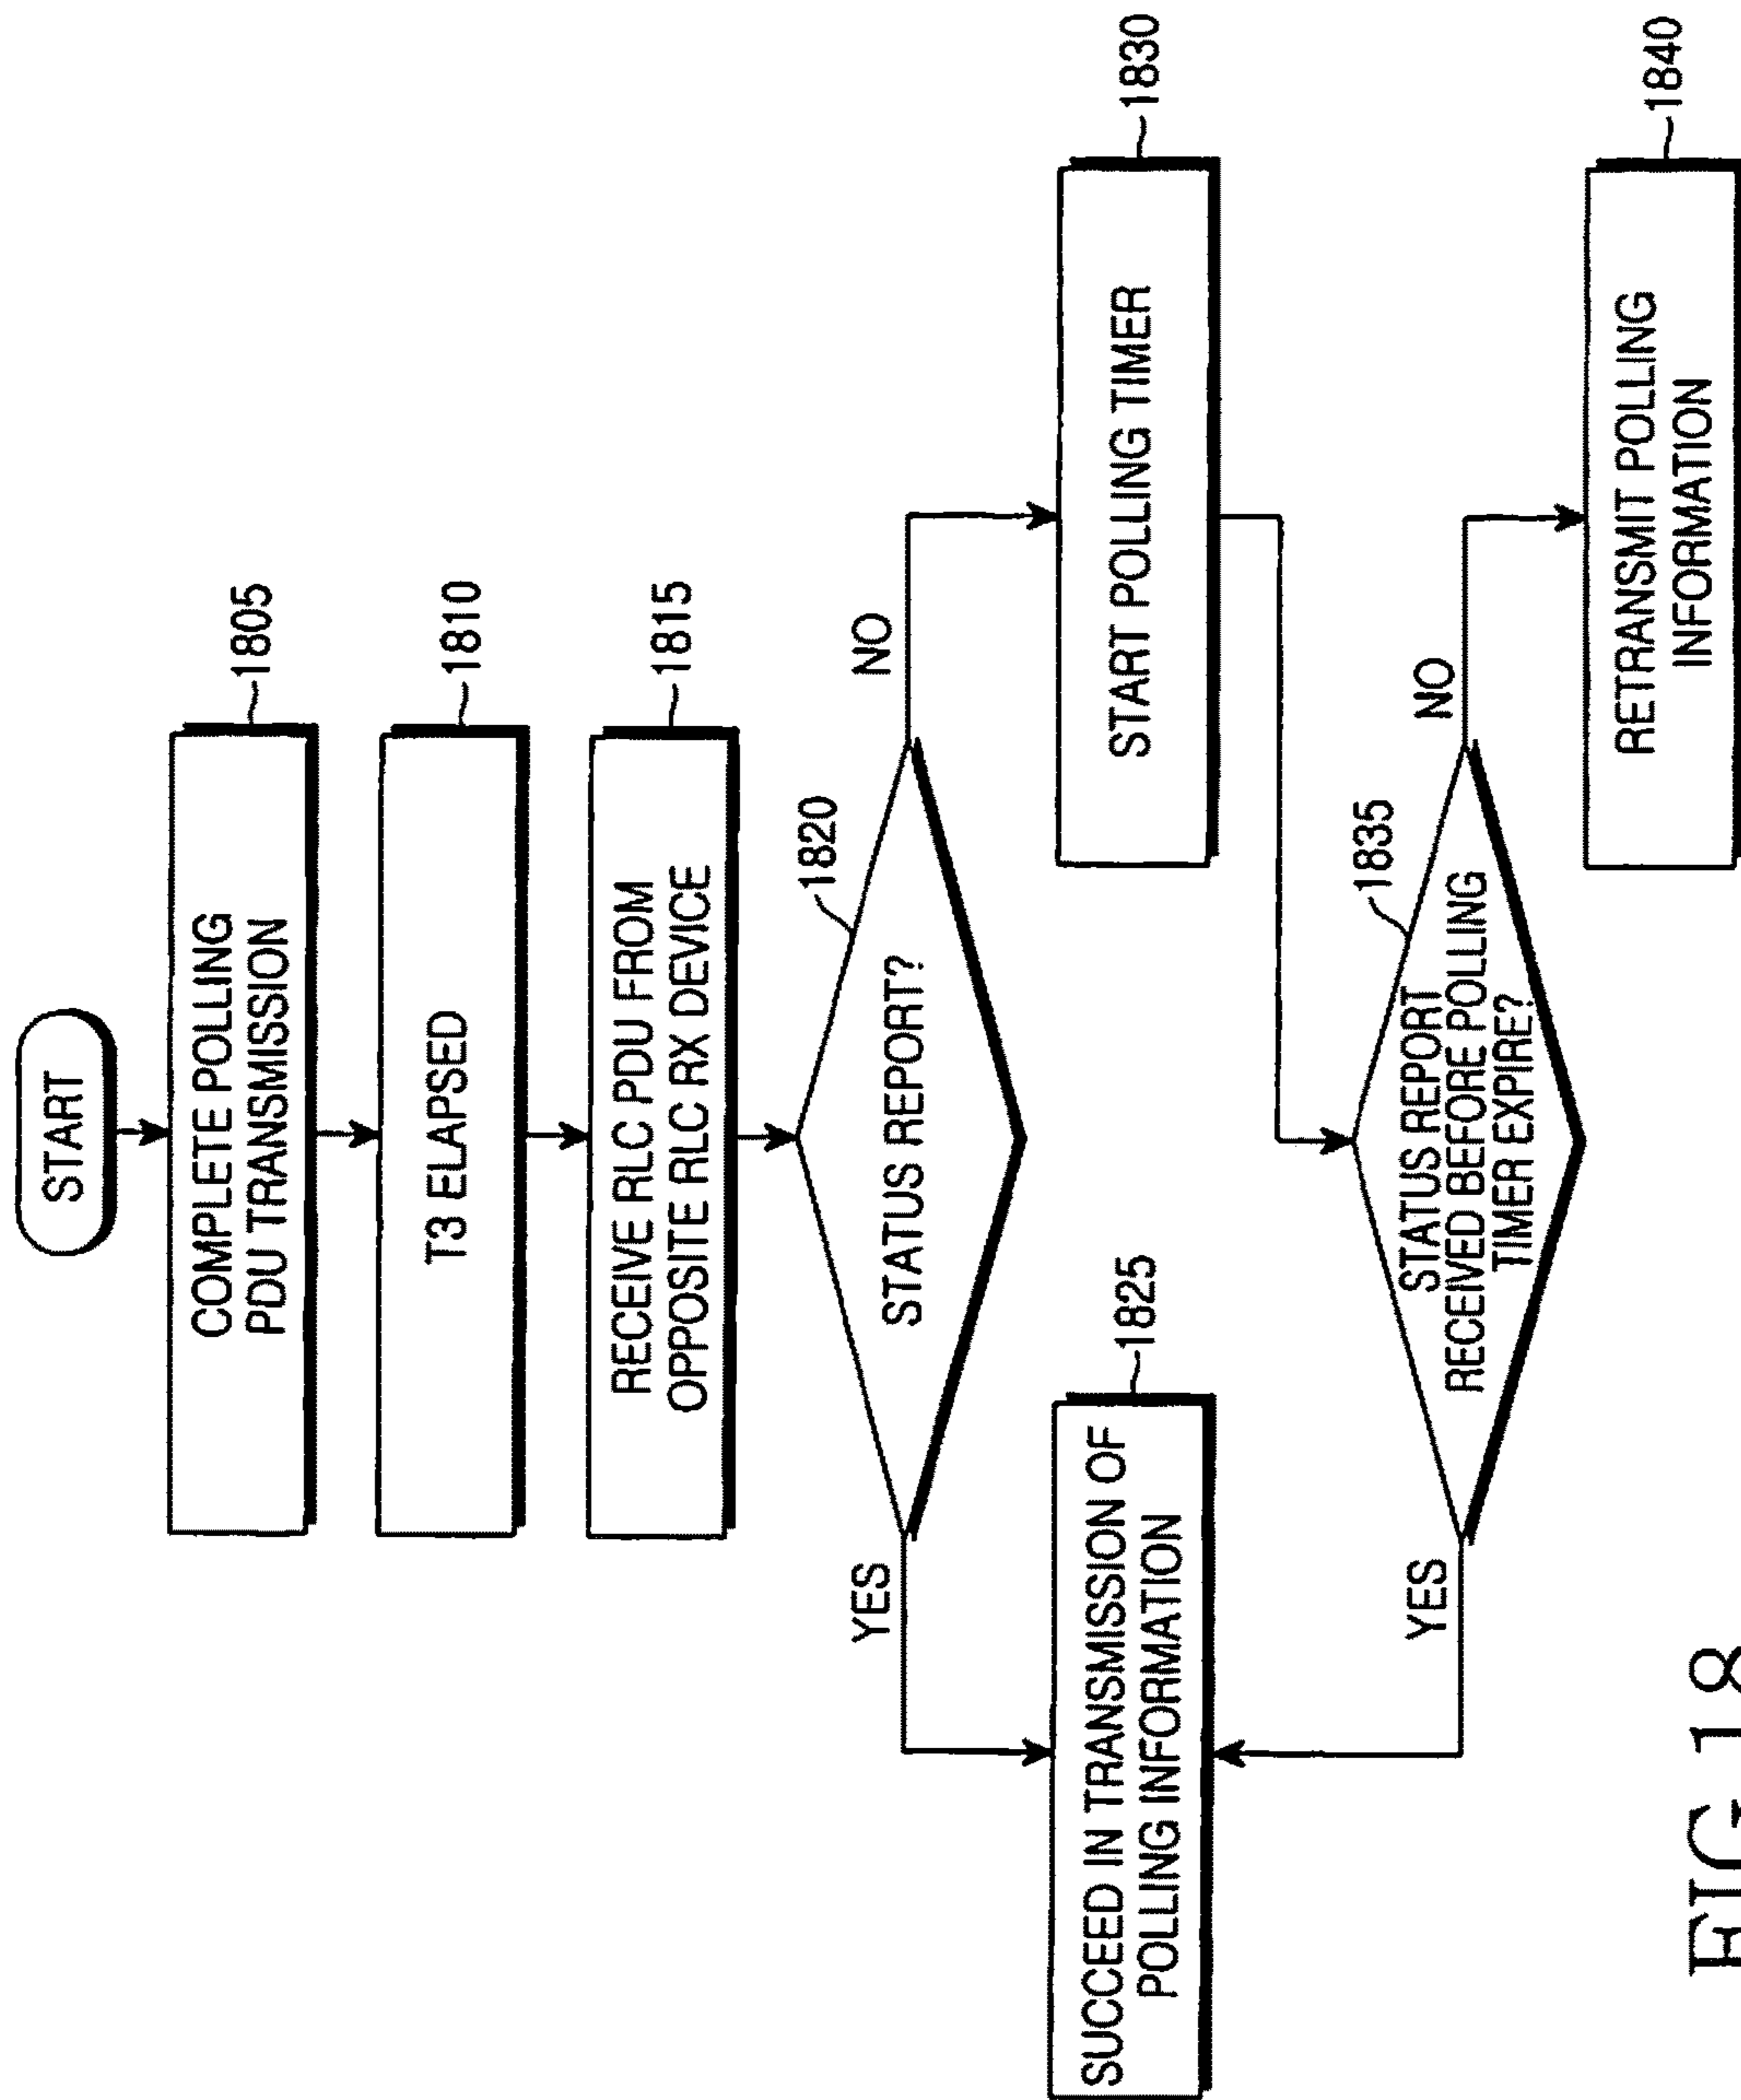 START
COMPLETE POLLING
PDU TRANSMISSION
1805
T3 ELAPSED
1810
RECEIVE RLC PDU FROM
OPPOSITE RLC RX DEVICE
1815
STATUS REPORT?
1820
YES
NO
SUCCEED IN TRANSMISSION OF
POLLING INFORMATION
1825
START POLLING TIMER
1830
STATUS REPORT
RECEIVED BEFORE POLLING
TIMER EXPIRE?
1835
YES
NO
RETRANSMIT POLLING
INFORMATION
1840
FIG.18